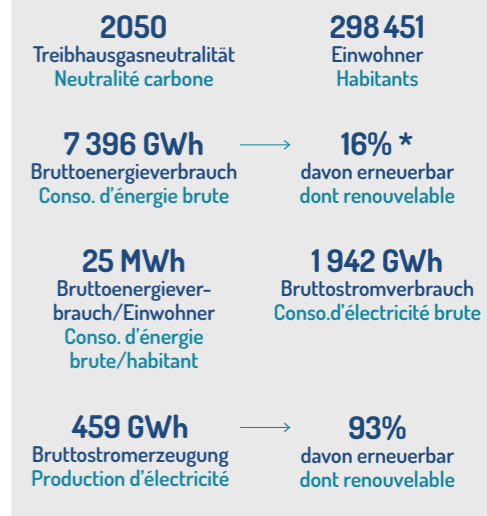 2050
Treibhausgasneutralität
Neutralité carbone
298 451
Einwohner
Habitants
7 396 GWh
Bruttoenergieverbrauch
Conso. d'énergie brute
16% *
davon erneuerbar
dont renouvelable
25 MWh
Bruttoenergiever-
brauch/Einwohner
Conso. d'énergie
brute/habitant
1 942 GWh
Bruttostromverbrauch
Conso.d'électricité brute
459 GWh
Bruttostromerzeugung
Production d'électricité
93%
davon erneuerbar
dont renouvelable